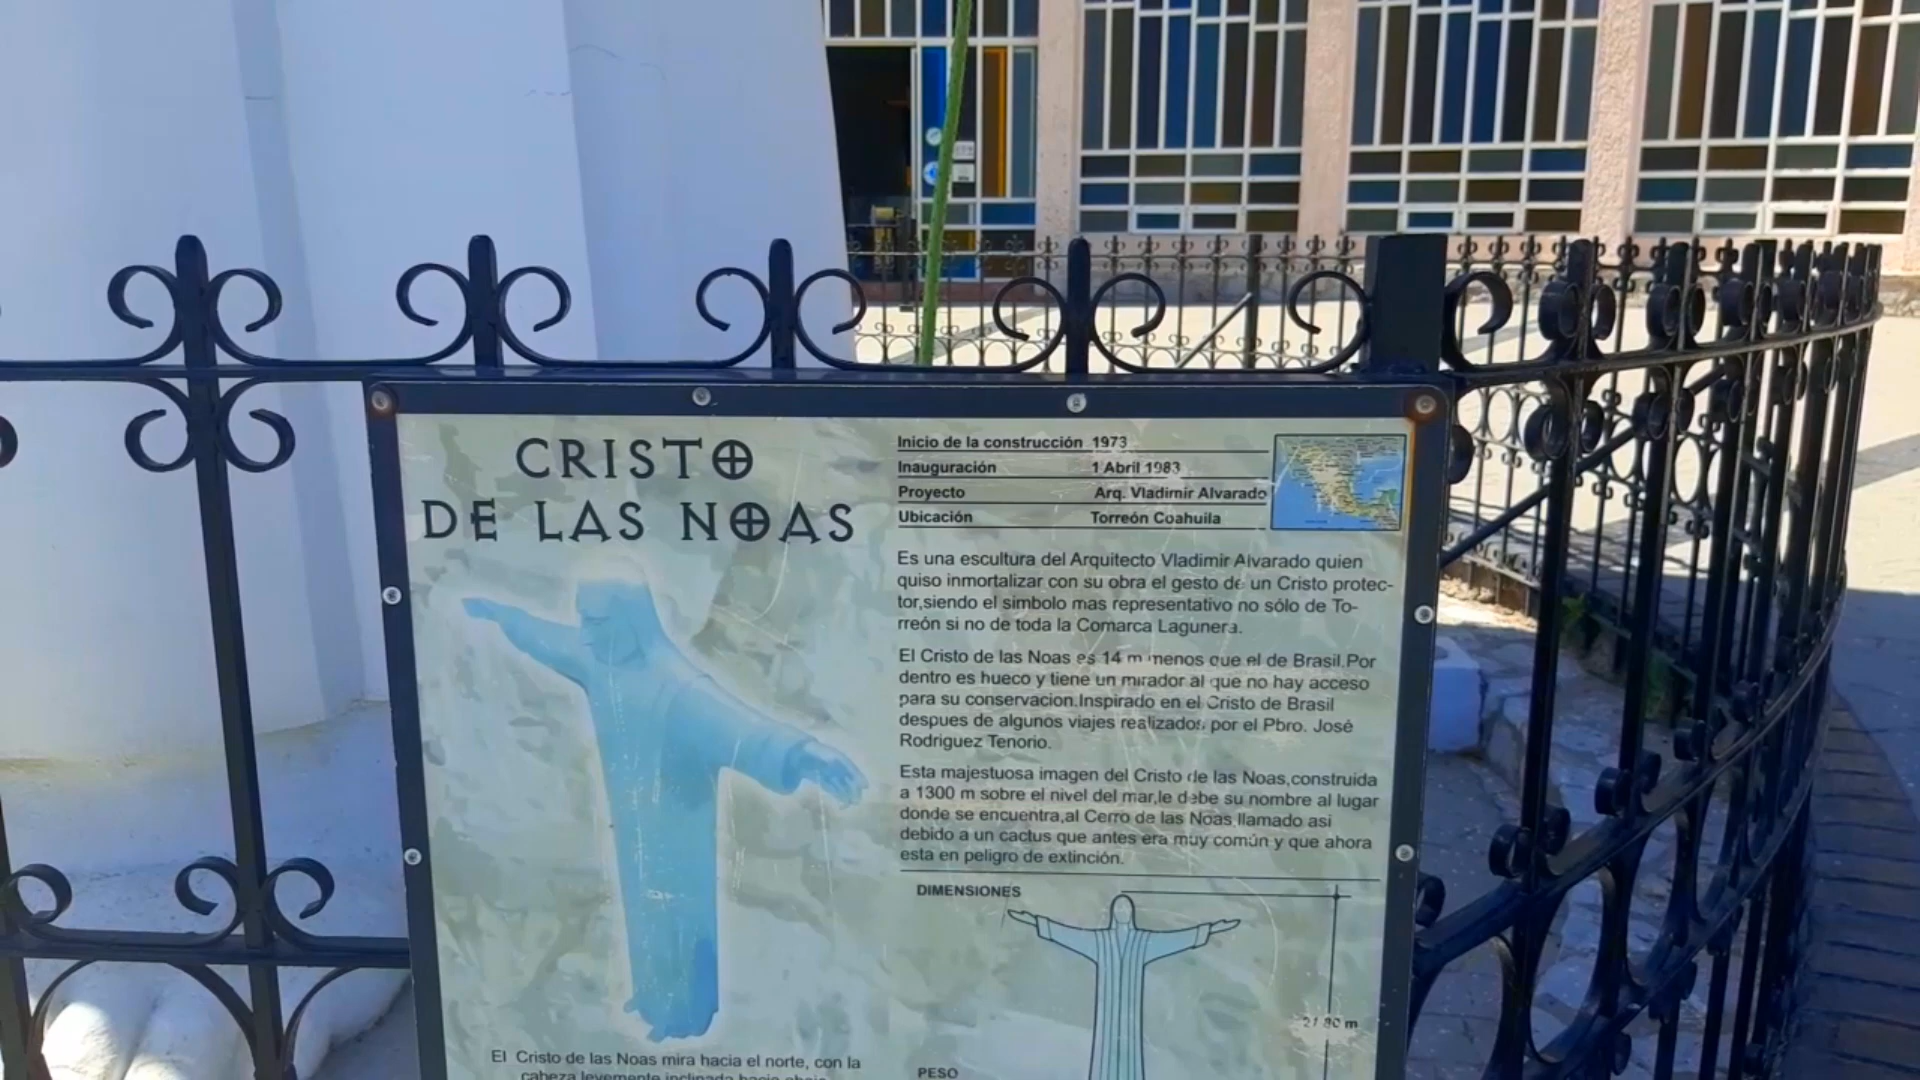 CRISTO
DE LAS NOAS
Inicio de la construcción 1973
Inauguración 1 Abril 1983
Proyecto Arq. Vladimir Alvarado
Ubicación Torreón Coahuila
Es una escultura del Arquitecto Vladimir Alvarado quien
quiso inmortalizar con su obra el gesto de un Cristo protec-
tor,siendo el simbolo mas representativo no sólo de To-
rreón si no de toda la Comarca Lagunera.
El Cristo de las Noas es 14 m menos que el de Brasil.Por
dentro es hueco y tiene un mirador al que no hay acceso
para su conservacion.Inspirado en el Cristo de Brasil
despues de algunos viajes realizados por el Pbro. José
Rodriguez Tenorio.
Esta majestuosa imagen del Cristo de las Noas,construida
a 1300 m sobre el nivel del mar,le debe su nombre al lugar
donde se encuentra,al Cerro de las Noas,llamado asi
debido a un cactus que antes era muy común y que ahora
esta en peligro de extinción.
DIMENSIONES
21.80 m
PESO
El Cristo de las Noas mira hacia el norte, con la
cabeza levemente inclinada hacia abajo